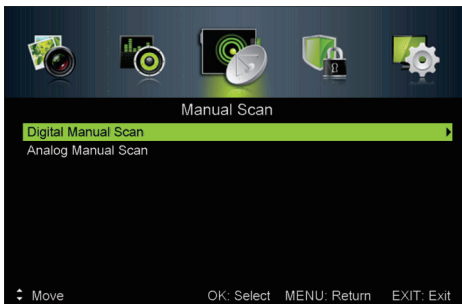 Manual Scan
Digital Manual Scan
Analog Manual Scan
Move OK: Select MENU: Return EXIT: Exit